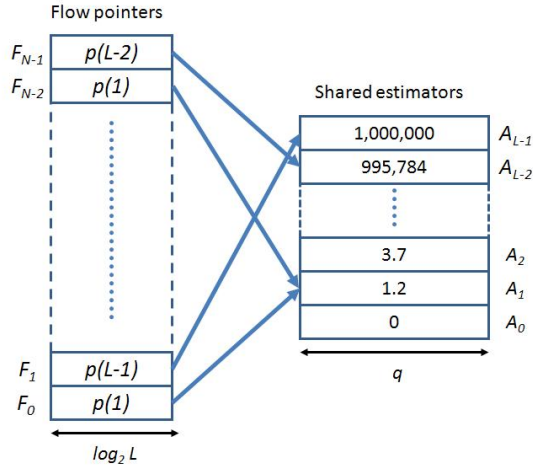 Flow pointers
F_{N-1} p(L-2)
F_{N-2} p(1)
F_1 p(L-1)
F_0 p(1)
log_2 L
Shared estimators
1,000,000 A_{L-1}
995,784 A_{L-2}
3.7 A_2
1.2 A_1
0 A_0
q